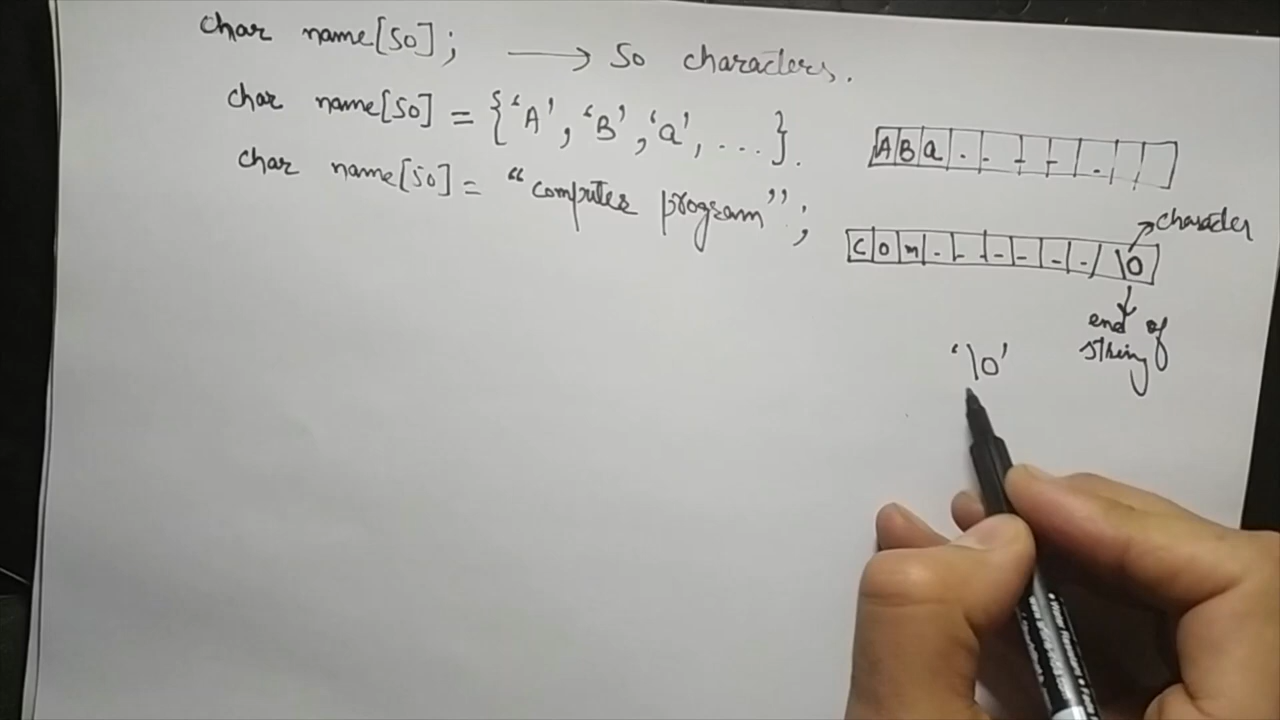 char name[50]; → 50 characters.
char name[50] = {'A', 'B', 'a', ...}.
char name[50] = "computer program";
A B a . - - - - .
character
c o m - - - - - - \0
end of
string
'\0'